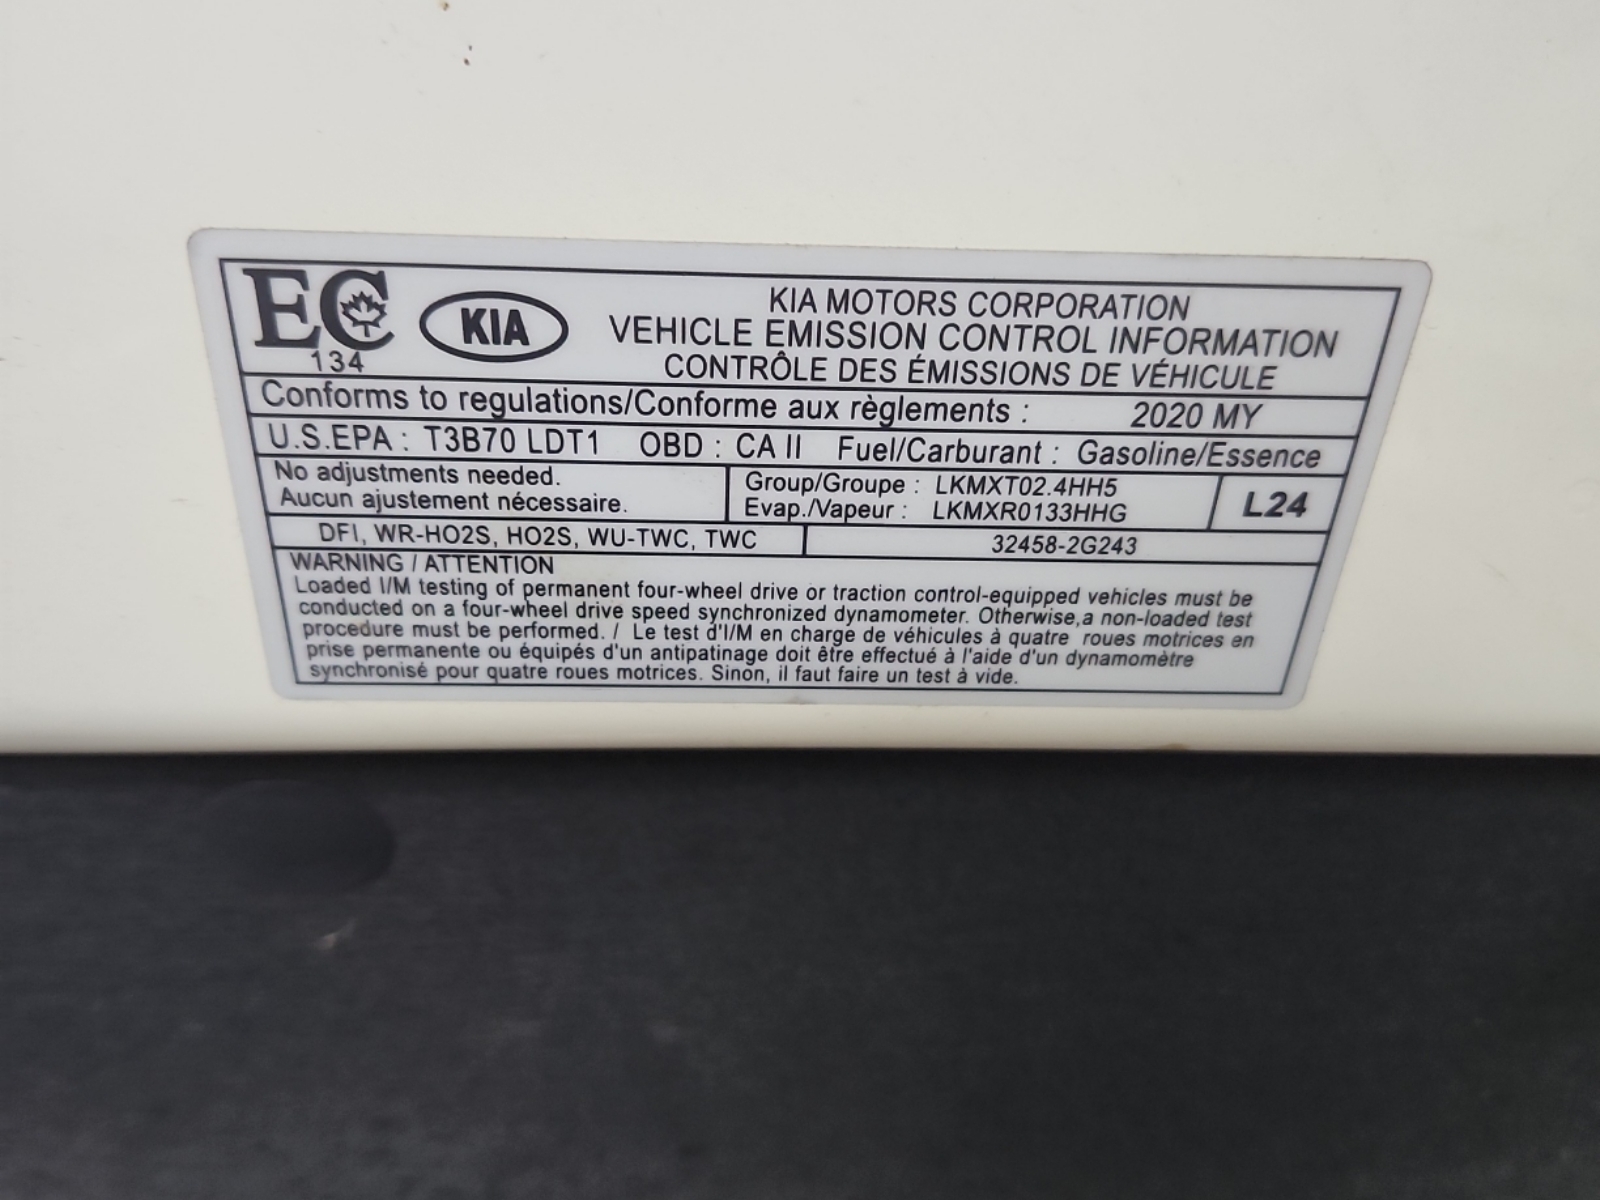 EC
134
KIA
KIA MOTORS CORPORATION
VEHICLE EMISSION CONTROL INFORMATION
CONTRÔLE DES ÉMISSIONS DE VÉHICULE
Conforms to regulations/Conforme aux règlements : 2020 MY
U.S.EPA : T3B70 LDT1 OBD : CA II Fuel/Carburant : Gasoline/Essence
No adjustments needed.
Aucun ajustement nécessaire.
Group/Groupe : LKMXT02.4HH5
Evap./Vapeur : LKMXR0133HHG
L24
DFI, WR-HO2S, HO2S, WU-TWC, TWC
32458-2G243
WARNING / ATTENTION
Loaded I/M testing of permanent four-wheel drive or traction control-equipped vehicles must be
conducted on a four-wheel drive speed synchronized dynamometer. Otherwise,a non-loaded test
procedure must be performed. / Le test d'I/M en charge de véhicules à quatre roues motrices en
prise permanente ou équipés d'un antipatinage doit être effectué à l'aide d'un dynamomètre
synchronisé pour quatre roues motrices. Sinon, il faut faire un test à vide.